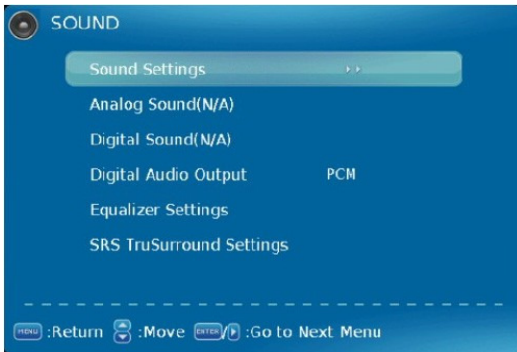 SOUND
Sound Settings
Analog Sound(N/A)
Digital Sound(N/A)
Digital Audio Output PCM
Equalizer Settings
SRS TruSurround Settings
MENU :Return :Move ENTER/ :Go to Next Menu